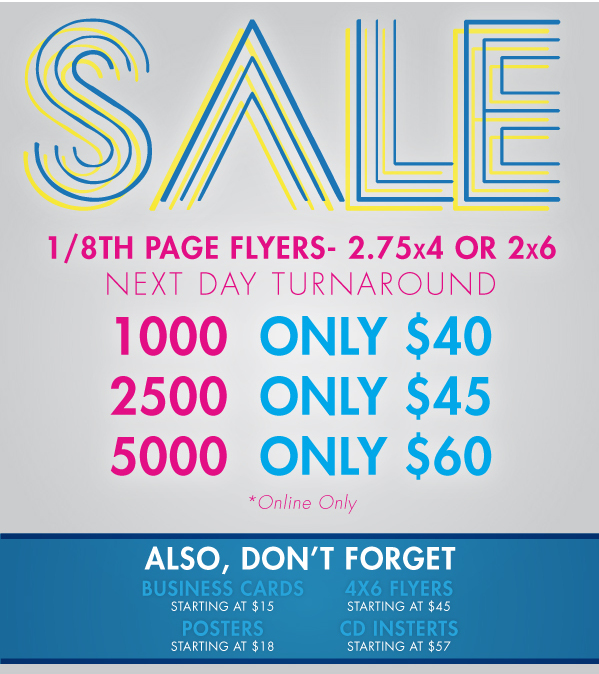 SALE
1/8TH PAGE FLYERS- 2.75x4 OR 2x6
NEXT DAY TURNAROUND
1000 ONLY $40
2500 ONLY $45
5000 ONLY $60
*Online Only
ALSO, DON'T FORGET
BUSINESS CARDS 4X6 FLYERS
STARTING AT $15 STARTING AT $45
POSTERS CD INSTERTS
STARTING AT $18 STARTING AT $57